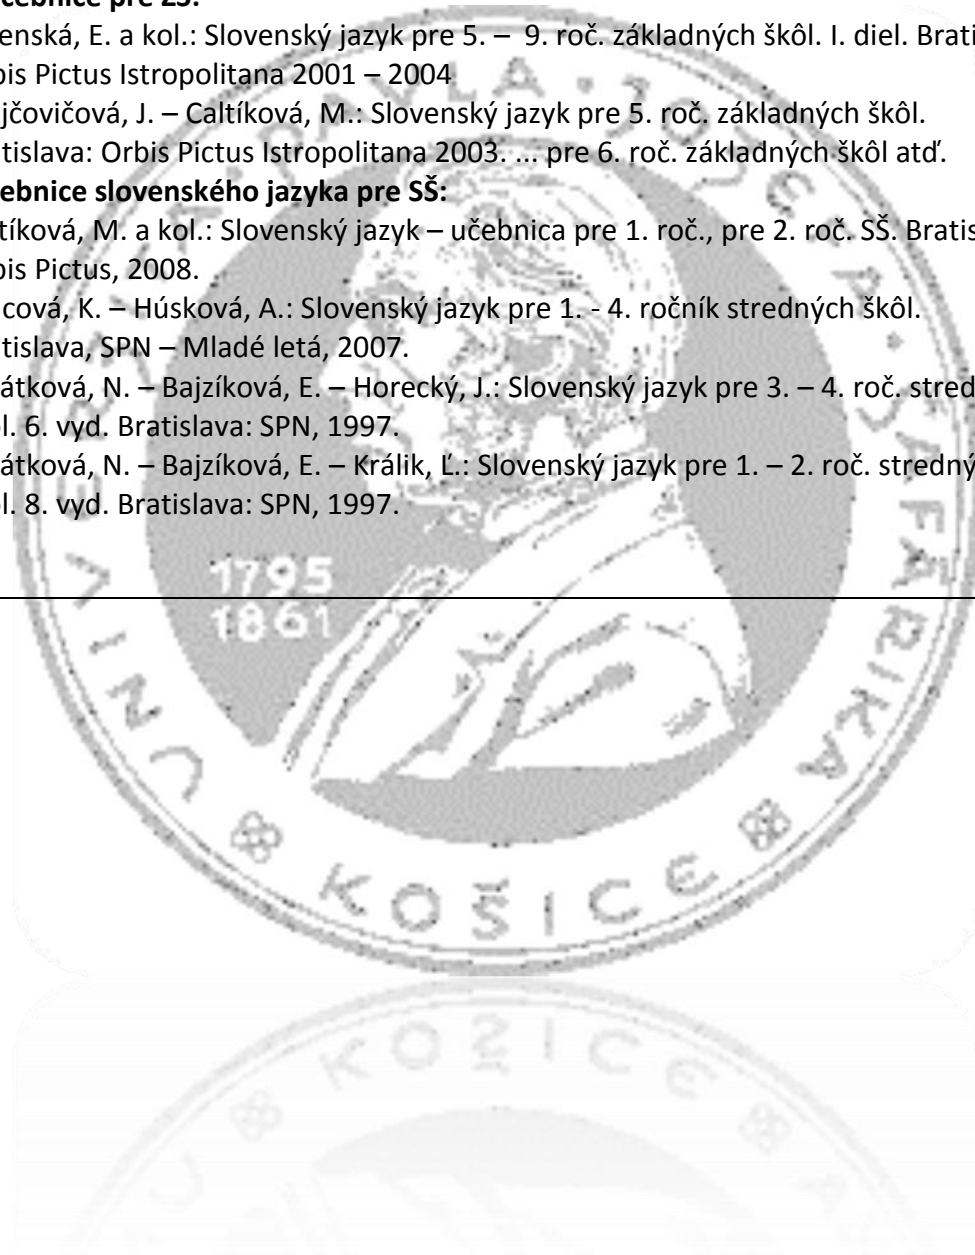 čebnice pre ZŠ:
enská, E. a kol.: Slovenský jazyk pre 5. – 9. roč. základných škôl. I. diel. Brati
bis Pictus Istropolitana 2001 – 2004
jčovičová, J. – Caltíková, M.: Slovenský jazyk pre 5. roč. základných škôl.
tislava: Orbis Pictus Istropolitana 2003. ... pre 6. roč. základných škôl atď.
ebnice slovenského jazyka pre SŠ:
tíková, M. a kol.: Slovenský jazyk – učebnica pre 1. roč., pre 2. roč. SŠ. Bratis
bis Pictus, 2008.
cová, K. – Húsková, A.: Slovenský jazyk pre 1. - 4. ročník stredných škôl.
tislava, SPN – Mladé letá, 2007.
átková, N. – Bajzíková, E. – Horecký, J.: Slovenský jazyk pre 3. – 4. roč. stred
l. 6. vyd. Bratislava: SPN, 1997.
átková, N. – Bajzíková, E. – Králik, Ľ.: Slovenský jazyk pre 1. – 2. roč. stredný
l. 8. vyd. Bratislava: SPN, 1997.
PAVLA · JOZEFA · ŠAFÁRIKA
KOŠICE
1795
1861